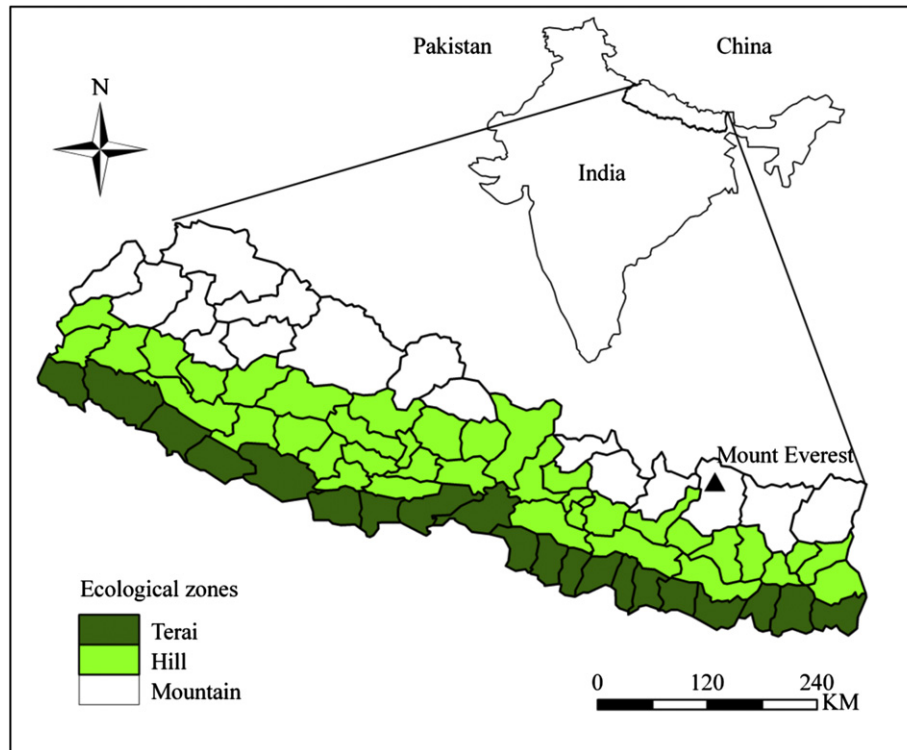 Pakistan
China
N
India
Mount Everest
Ecological zones
Terai
Hill
Mountain
0 120 240
KM